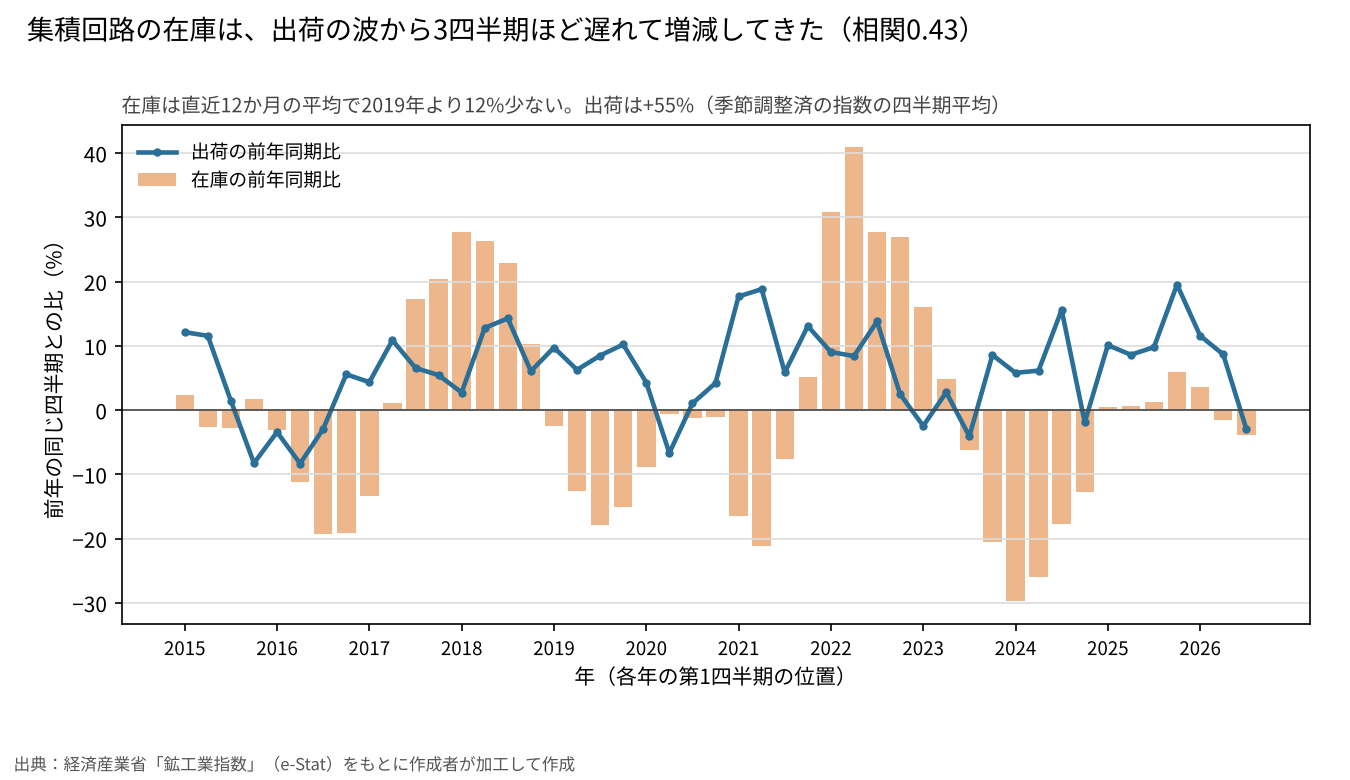 集積回路の在庫は、出荷の波から3四半期ほど遅れて増減してきた（相関0.43）
在庫は直近12か月の平均で2019年より12%少ない。出荷は+55%（季節調整済の指数の四半期平均）
出荷の前年同期比
在庫の前年同期比
前年の同じ四半期との比（%）
40
30
20
10
0
−10
−20
−30
2015 2016 2017 2018 2019 2020 2021 2022 2023 2024 2025 2026
年（各年の第1四半期の位置）
出典：経済産業省「鉱工業指数」（e-Stat）をもとに作成者が加工して作成